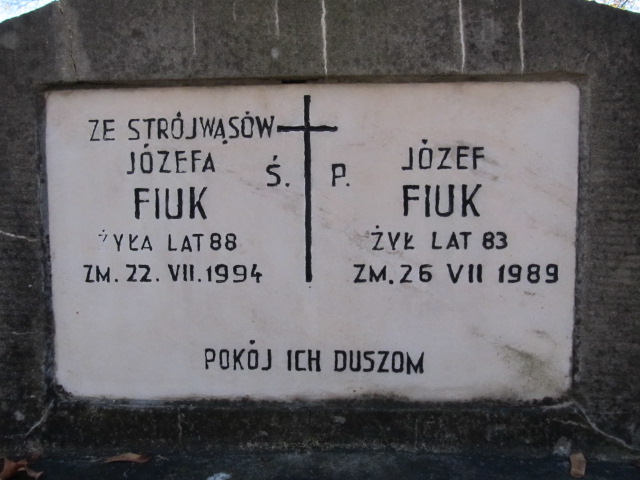 ZE STRÓJWĄSÓW
JÓZEFA
FIUK
ŻYŁA LAT 88
ZM. 22. VII. 1994
Ś. P.
JÓZEF
FIUK
ŻYŁ LAT 83
ZM. 26 VII 1989
POKÓJ ICH DUSZOM